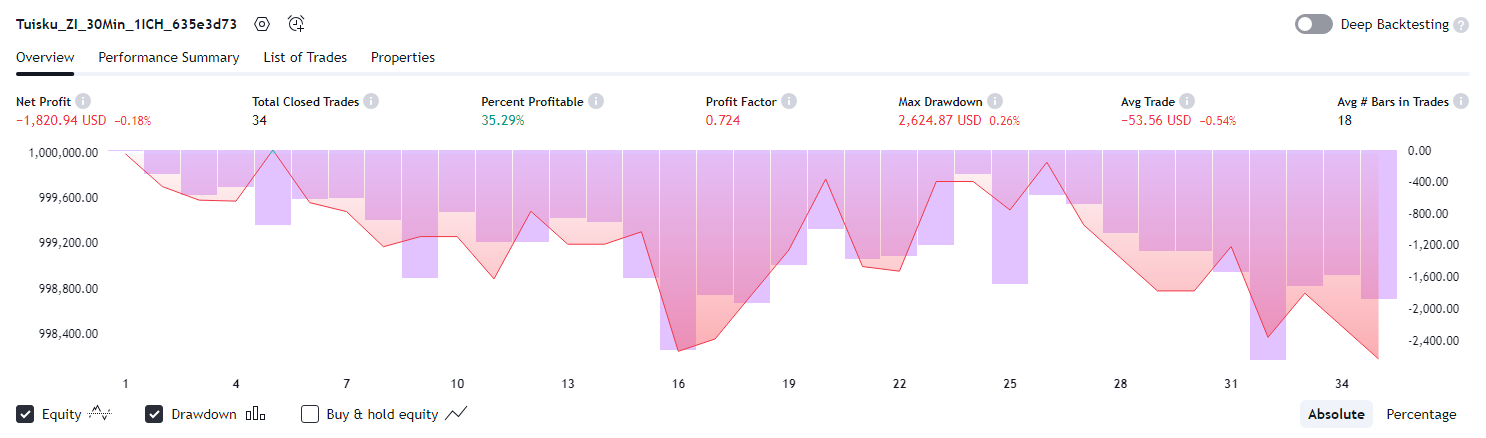 Tuisku_ZI_30Min_1ICH_635e3d73
Deep Backtesting
Overview Performance Summary List of Trades Properties
Net Profit Total Closed Trades Percent Profitable Profit Factor Max Drawdown Avg Trade Avg # Bars in Trades
−1,820.94 USD −0.18% 34 35.29% 0.724 2,624.87 USD 0.26% −53.56 USD −0.54% 18
1,000,000.00 0.00
999,600.00 -400.00
999,200.00 -800.00
998,800.00 -1,200.00
998,400.00 -1,600.00
-2,000.00
-2,400.00
1 4 7 10 13 16 19 22 25 28 31 34
Equity Drawdown Buy & hold equity Absolute Percentage